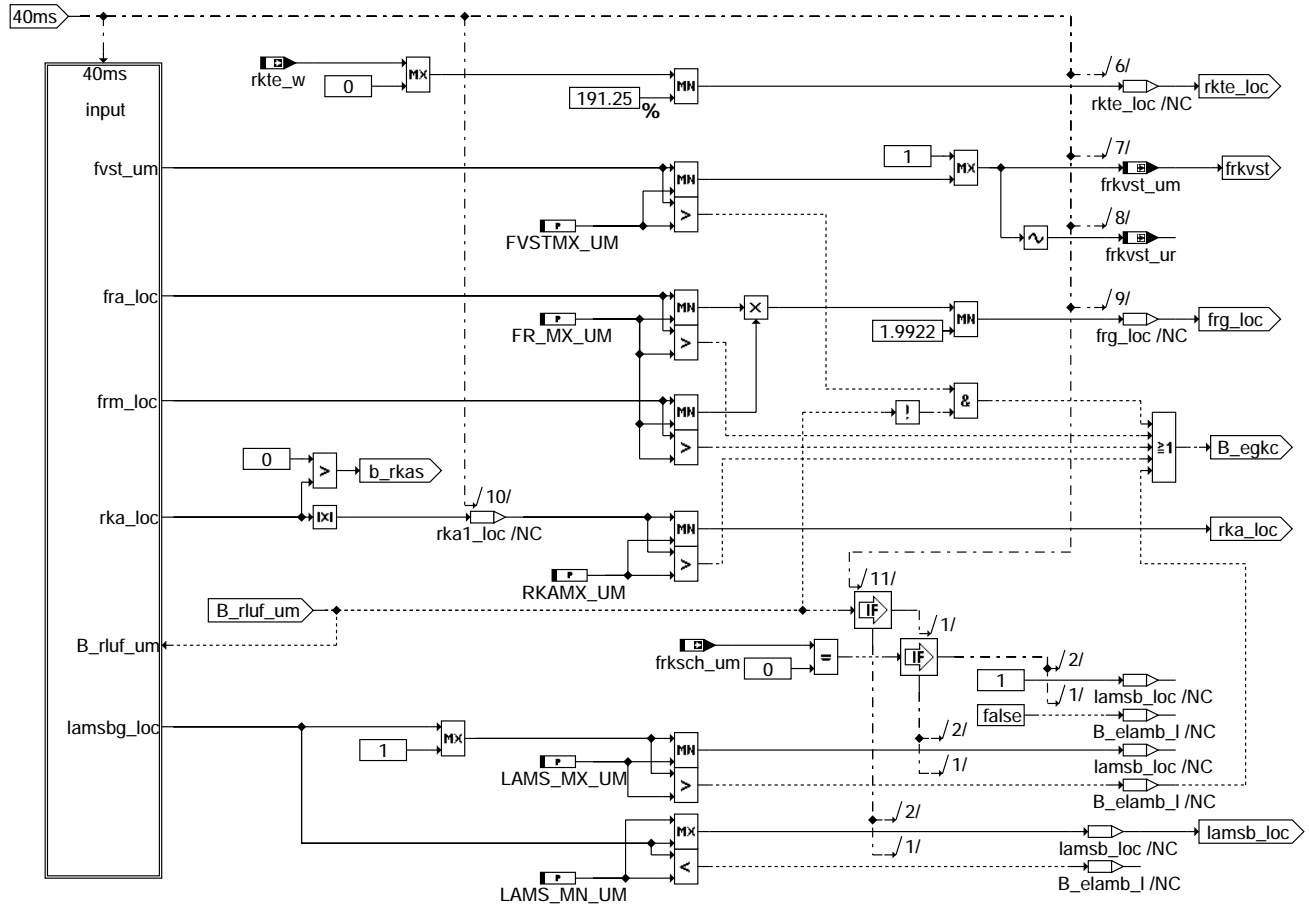 40ms
40ms
input
rkte_w
MX
0
191.25
%
MN
/6/
rkte_loc /NC
rkte_loc
fvst_um
FVSTMX_UM
P
MN
>
1
MX
/7/
frkvst_um
frkvst
/8/
frkvst_ur
fra_loc
FR_MX_UM
P
MN
>
X
1.9922
MN
/9/
frg_loc /NC
frg_loc
frm_loc
MN
>
!
&
≥1
B_egkc
0
>
b_rkas
rka_loc
|X|
/10/
rka1_loc /NC
RKAMX_UM
P
MN
>
rka_loc
B_rluf_um
B_rluf_um
/11/
IF
/1/
frksch_um
0
=
IF
/2/
1
lamsb_loc /NC
/1/
false
B_elamb_l /NC
lamsbg_loc
1
MX
LAMS_MX_UM
P
MN
>
/2/
lamsb_loc /NC
/1/
B_elamb_l /NC
LAMS_MN_UM
P
MX
<
/2/
lamsb_loc /NC
lamsb_loc
/1/
B_elamb_l /NC